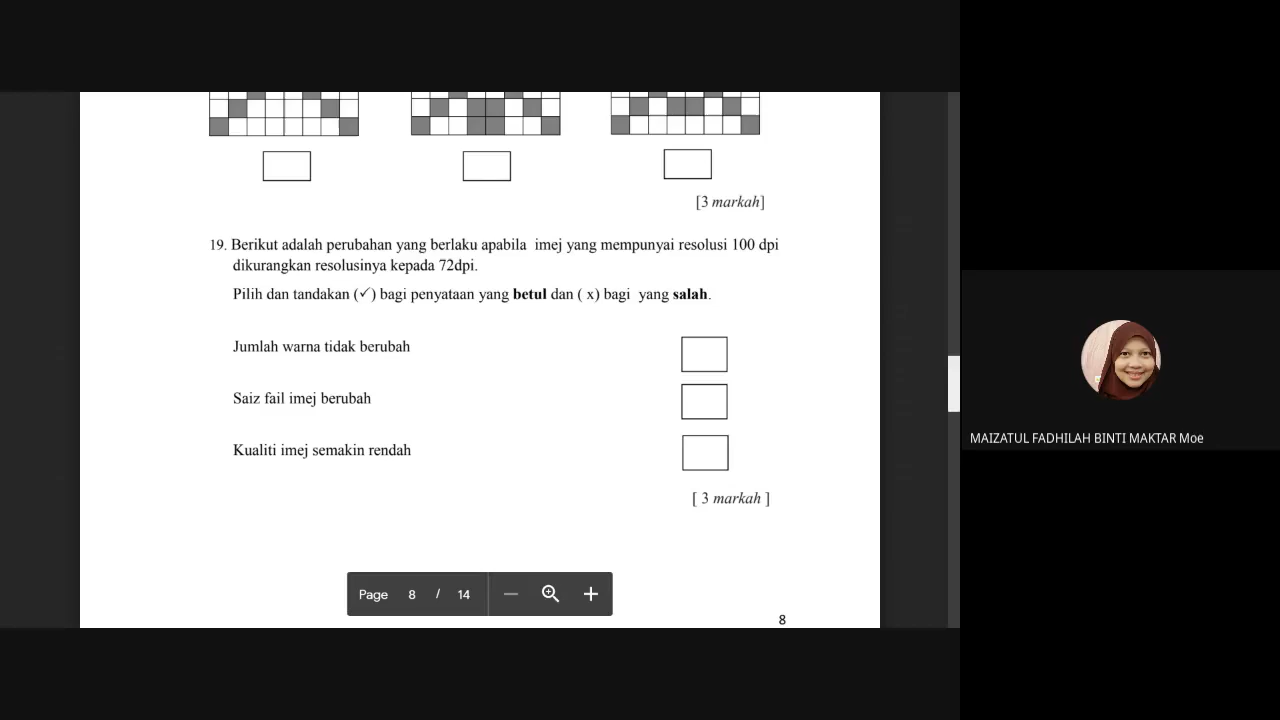 [3 markah]
19. Berikut adalah perubahan yang berlaku apabila imej yang mempunyai resolusi 100 dpi
dikurangkan resolusinya kepada 72dpi.
Pilih dan tandakan (✓) bagi penyataan yang betul dan ( x) bagi yang salah.
Jumlah warna tidak berubah
Saiz fail imej berubah
Kualiti imej semakin rendah
[ 3 markah ]
Page 8 / 14
8
MAIZATUL FADHILAH BINTI MAKTAR Moe